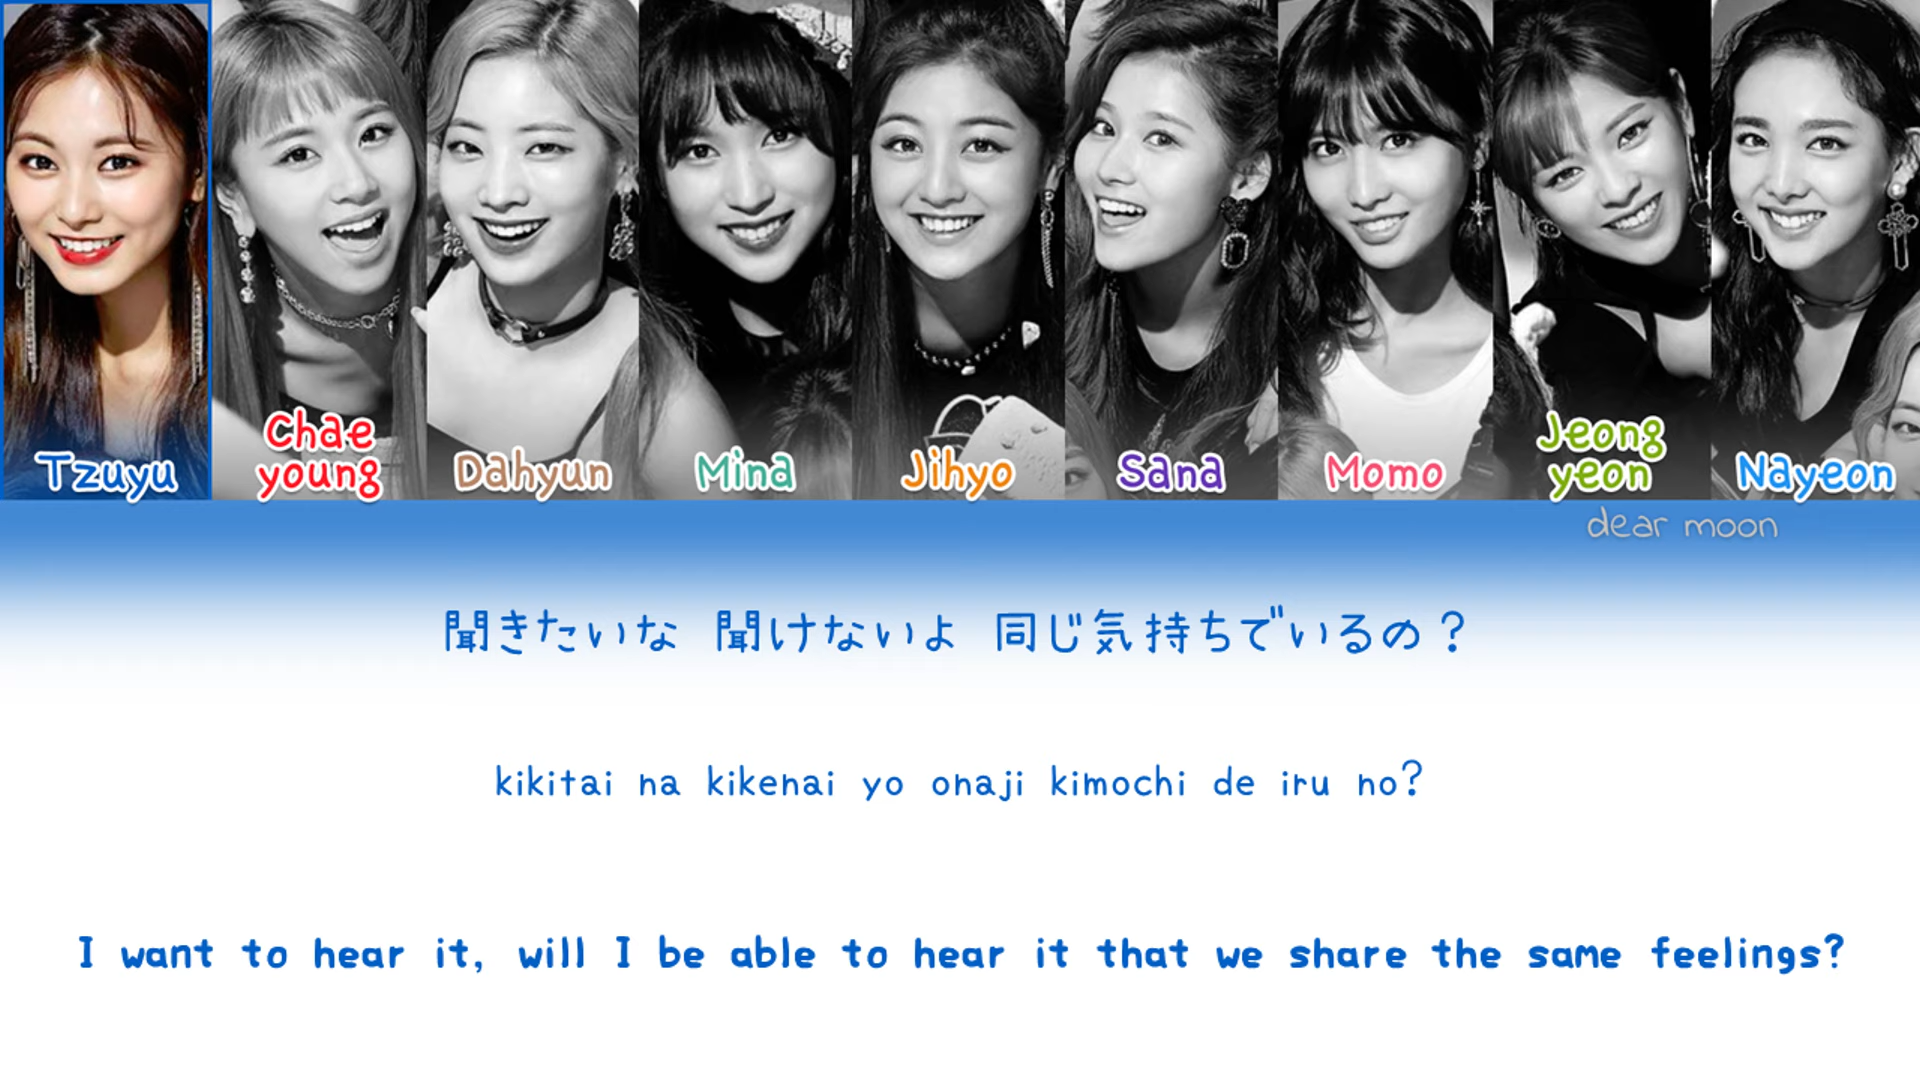 Tzuyu
Chae
young
Dahyun
Mina
Jihyo
Sana
Momo
Jeong
yeon
Nayeon
dear moon
聞きたいな 聞けないよ 同じ気持ちでいるの？
kikitai na kikenai yo onaji kimochi de iru no?
I want to hear it, will I be able to hear it that we share the same feelings?